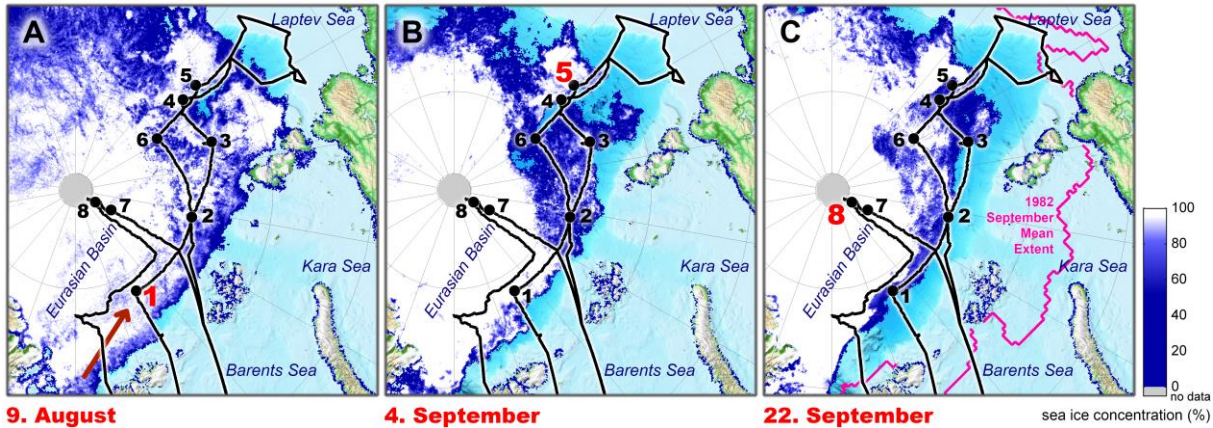 A
Laptev Sea
5
4
6
3
8
7
2
Eurasian Basin
Kara Sea
1
Barents Sea
9. August
B
Laptev Sea
5
4
6
3
8
7
2
Eurasian Basin
Kara Sea
1
Barents Sea
4. September
C
Laptev Sea
5
4
6
3
8
7
2
1982
September
Mean
Extent
Eurasian Basin
Kara Sea
1
Barents Sea
22. September
100
80
60
40
20
0
no data
sea ice concentration (%)